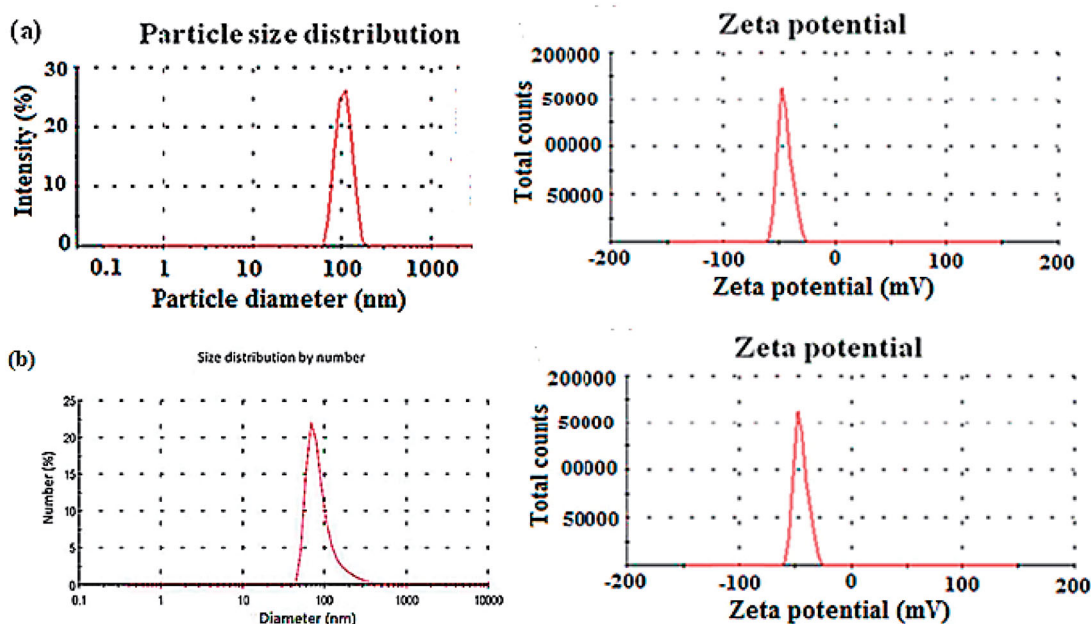 (a)
Particle size distribution
Intensity (%)
30
20
10
0
0.1 1 10 100 1000
Particle diameter (nm)
Zeta potential
Total counts
200000
50000
00000
50000
-200 -100 0 100 200
Zeta potential (mV)
(b)
Size distribution by number
Number (%)
25
20
15
10
5
0
0.1 1 10 100 1000 10000
Diameter (nm)
Zeta potential
Total counts
200000
50000
00000
50000
-200 -100 0 100 200
Zeta potential (mV)